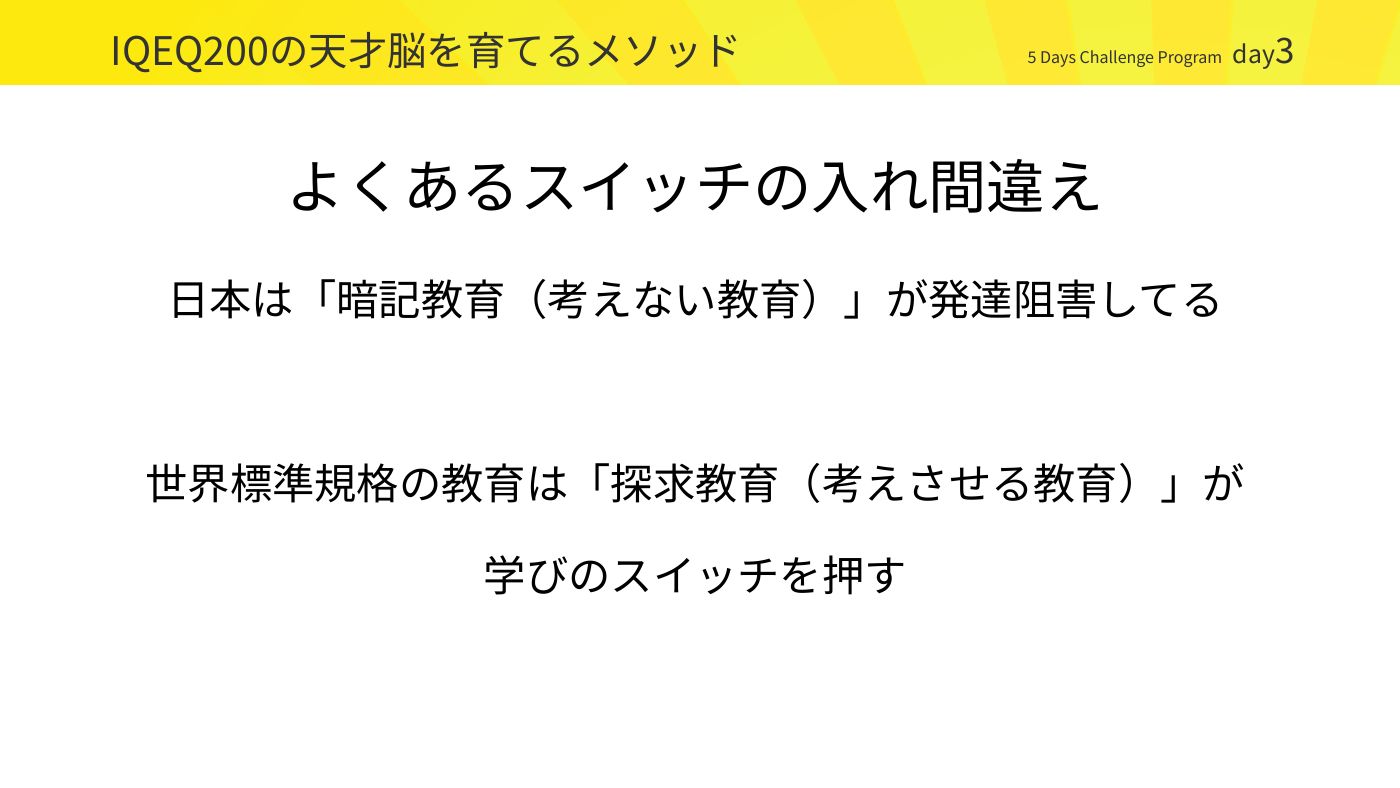 IQEQ200の天才脳を育てるメソッド
5 Days Challenge Program day3
よくあるスイッチの入れ間違え
日本は「暗記教育（考えない教育）」が発達阻害してる
世界標準規格の教育は「探求教育（考えさせる教育）」が
学びのスイッチを押す